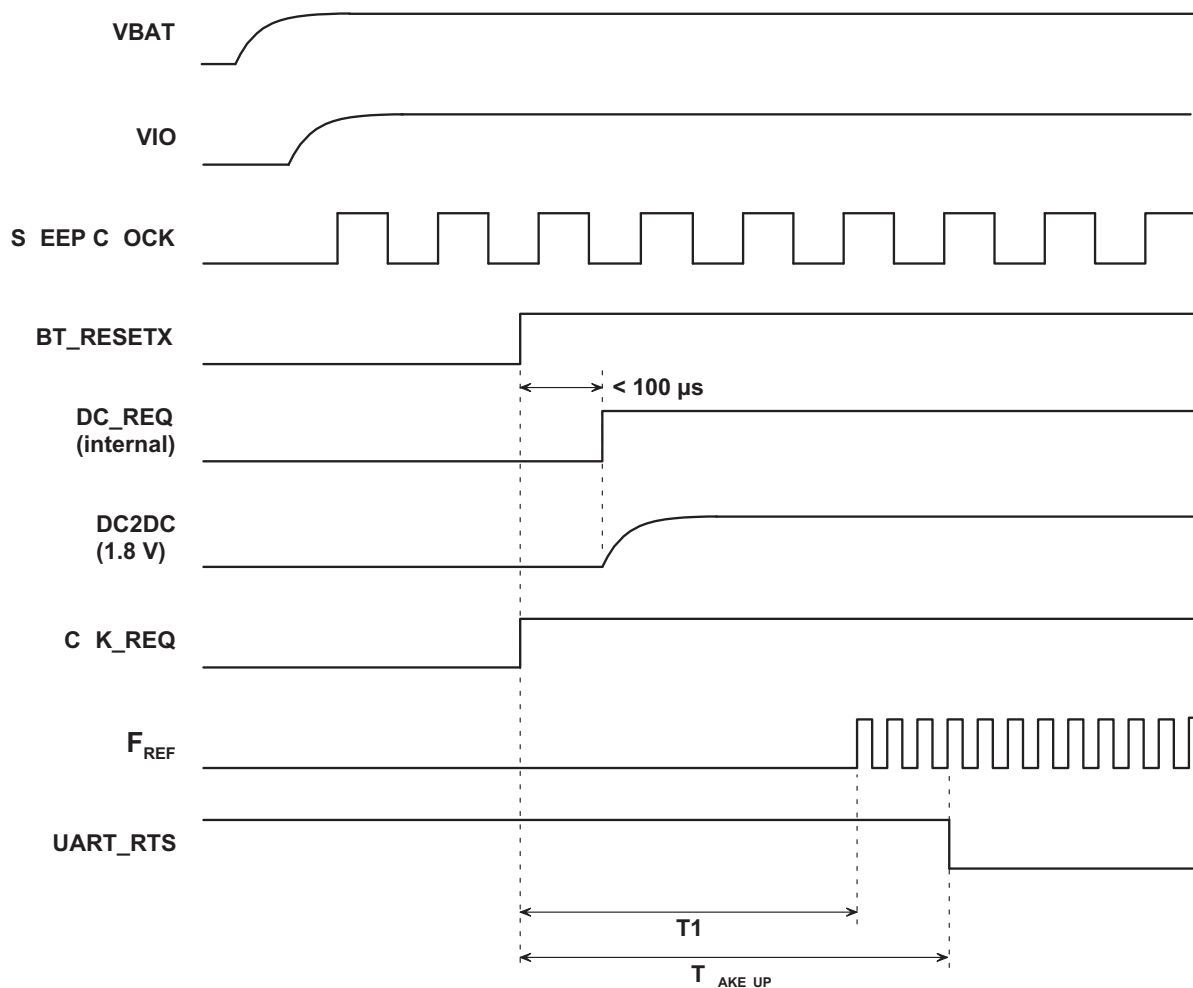 VBAT
VIO
S EEP C OCK
BT_RESETX
< 100 µs
DC_REQ
(internal)
DC2DC
(1.8 V)
C K_REQ
FREF
UART_RTS
T1
T AKE UP